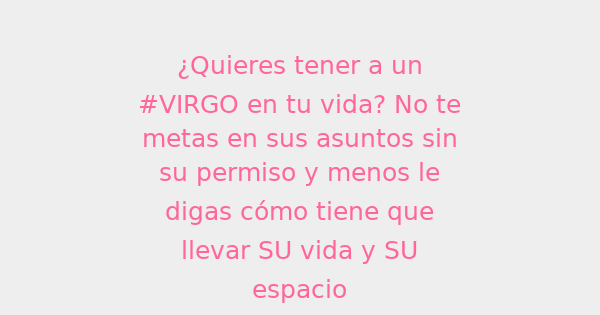 ¿Quieres tener a un
#VIRGO en tu vida? No te
metas en sus asuntos sin
su permiso y menos le
digas cómo tiene que
llevar SU vida y SU
espacio